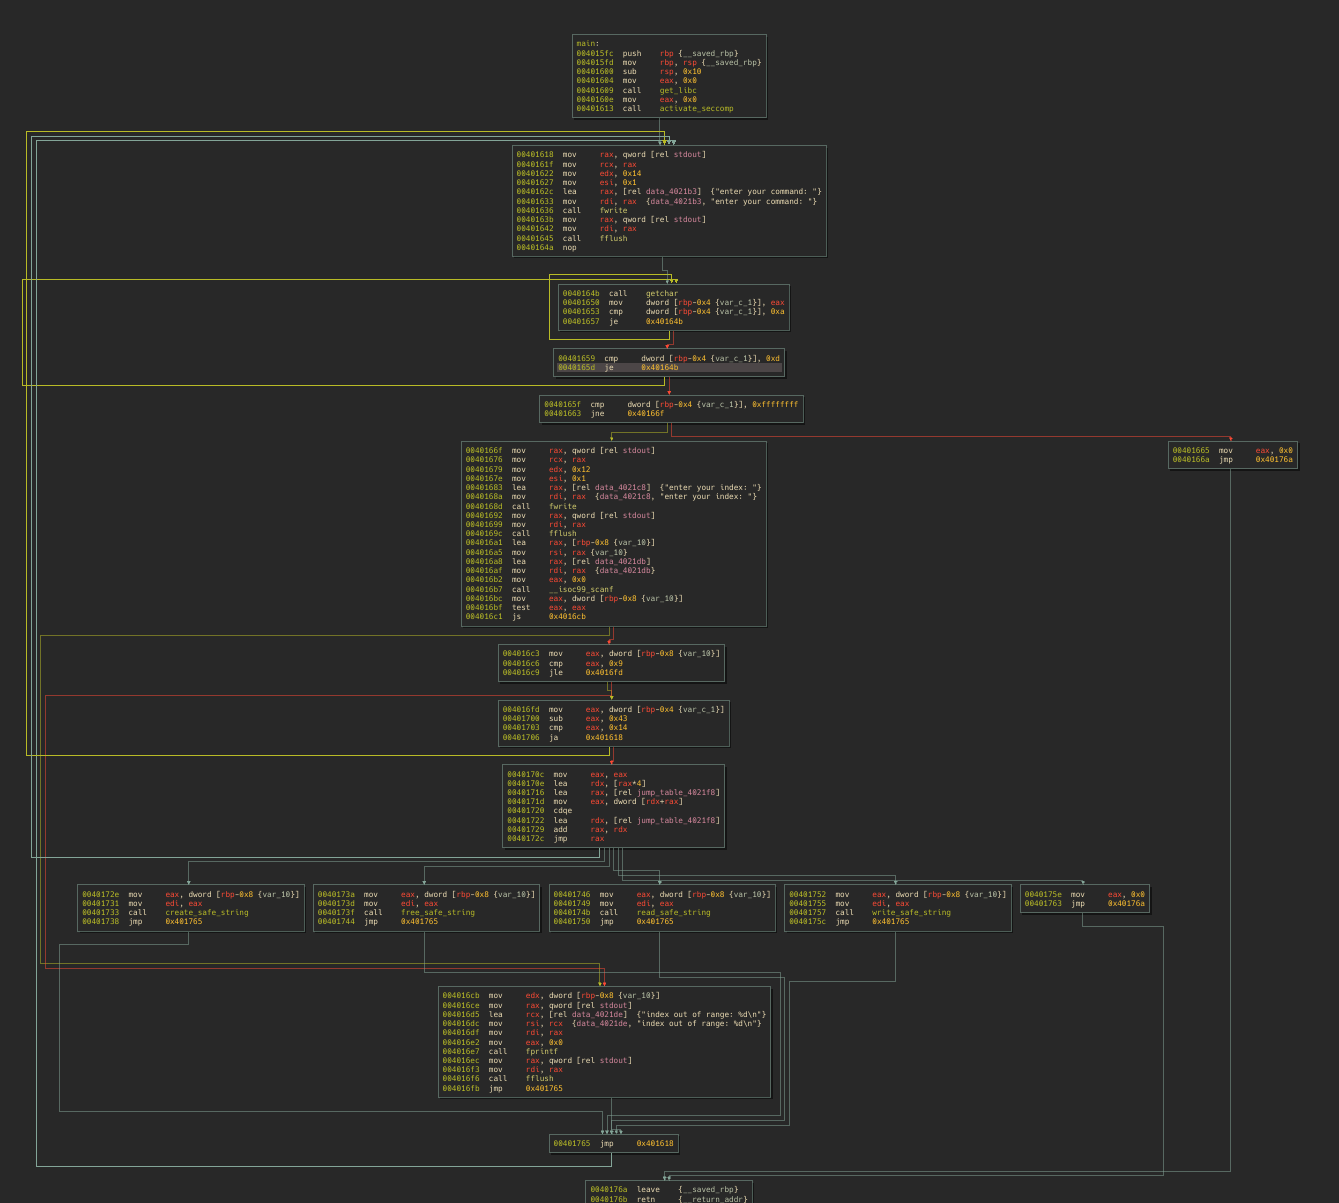 main:
004015fc  push    rbp {__saved_rbp}
004015fd  mov     rbp, rsp {__saved_rbp}
00401600  sub     rsp, 0x10
00401604  mov     eax, 0x0
00401609  call    get_libc
0040160e  mov     eax, 0x0
00401613  call    activate_seccomp
00401618  mov     rax, qword [rel stdout]
0040161f  mov     rcx, rax
00401622  mov     edx, 0x14
00401627  mov     esi, 0x1
0040162c  lea     rax, [rel data_4021b3]  {"enter your command: "}
00401633  mov     rdi, rax  {data_4021b3, "enter your command: "}
00401636  call    fwrite
0040163b  mov     rax, qword [rel stdout]
00401642  mov     rdi, rax
00401645  call    fflush
0040164a  nop
0040164b  call    getchar
00401650  mov     dword [rbp-0x4 {var_c_1}], eax
00401653  cmp     dword [rbp-0x4 {var_c_1}], 0xa
00401657  je      0x40164b
00401659  cmp     dword [rbp-0x4 {var_c_1}], 0xd
0040165d  je      0x40164b
0040165f  cmp     dword [rbp-0x4 {var_c_1}], 0xffffffff
00401663  jne     0x40166f
0040166f  mov     rax, qword [rel stdout]
00401676  mov     rcx, rax
00401679  mov     edx, 0x12
0040167e  mov     esi, 0x1
00401683  lea     rax, [rel data_4021c8]  {"enter your index: "}
0040168a  mov     rdi, rax  {data_4021c8, "enter your index: "}
0040168d  call    fwrite
00401692  mov     rax, qword [rel stdout]
00401699  mov     rdi, rax
0040169c  call    fflush
004016a1  lea     rax, [rbp-0x8 {var_10}]
004016a5  mov     rsi, rax {var_10}
004016a8  lea     rax, [rel data_4021db]
004016af  mov     rdi, rax  {data_4021db}
004016b2  mov     eax, 0x0
004016b7  call    __isoc99_scanf
004016bc  mov     eax, dword [rbp-0x8 {var_10}]
004016bf  test    eax, eax
004016c1  js      0x4016cb
00401665  mov     eax, 0x0
0040166a  jmp     0x40176a
004016c3  mov     eax, dword [rbp-0x8 {var_10}]
004016c6  cmp     eax, 0x9
004016c9  jle     0x4016fd
004016fd  mov     eax, dword [rbp-0x4 {var_c_1}]
00401700  sub     eax, 0x43
00401703  cmp     eax, 0x14
00401706  ja      0x401618
0040170c  mov     eax, eax
0040170e  lea     rdx, [rax*4]
00401716  lea     rax, [rel jump_table_4021f8]
0040171d  mov     eax, dword [rdx+rax]
00401720  cdqe
00401722  lea     rdx, [rel jump_table_4021f8]
00401729  add     rax, rdx
0040172c  jmp     rax
0040172e  mov     eax, dword [rbp-0x8 {var_10}]
00401731  mov     edi, eax
00401733  call    create_safe_string
00401738  jmp     0x401765
0040173a  mov     eax, dword [rbp-0x8 {var_10}]
0040173d  mov     edi, eax
0040173f  call    free_safe_string
00401744  jmp     0x401765
00401746  mov     eax, dword [rbp-0x8 {var_10}]
00401749  mov     edi, eax
0040174b  call    read_safe_string
00401750  jmp     0x401765
00401752  mov     eax, dword [rbp-0x8 {var_10}]
00401755  mov     edi, eax
00401757  call    write_safe_string
0040175c  jmp     0x401765
0040175e  mov     eax, 0x0
00401763  jmp     0x40176a
004016cb  mov     edx, dword [rbp-0x8 {var_10}]
004016ce  mov     rax, qword [rel stdout]
004016d5  lea     rcx, [rel data_4021de]  {"index out of range: %d\n"}
004016dc  mov     rsi, rcx  {data_4021de, "index out of range: %d\n"}
004016df  mov     rdi, rax
004016e2  mov     eax, 0x0
004016e7  call    fprintf
004016ec  mov     rax, qword [rel stdout]
004016f3  mov     rdi, rax
004016f6  call    fflush
004016fb  jmp     0x401765
00401765  jmp     0x401618
0040176a  leave   {__saved_rbp}
0040176b  retn    {__return_addr}